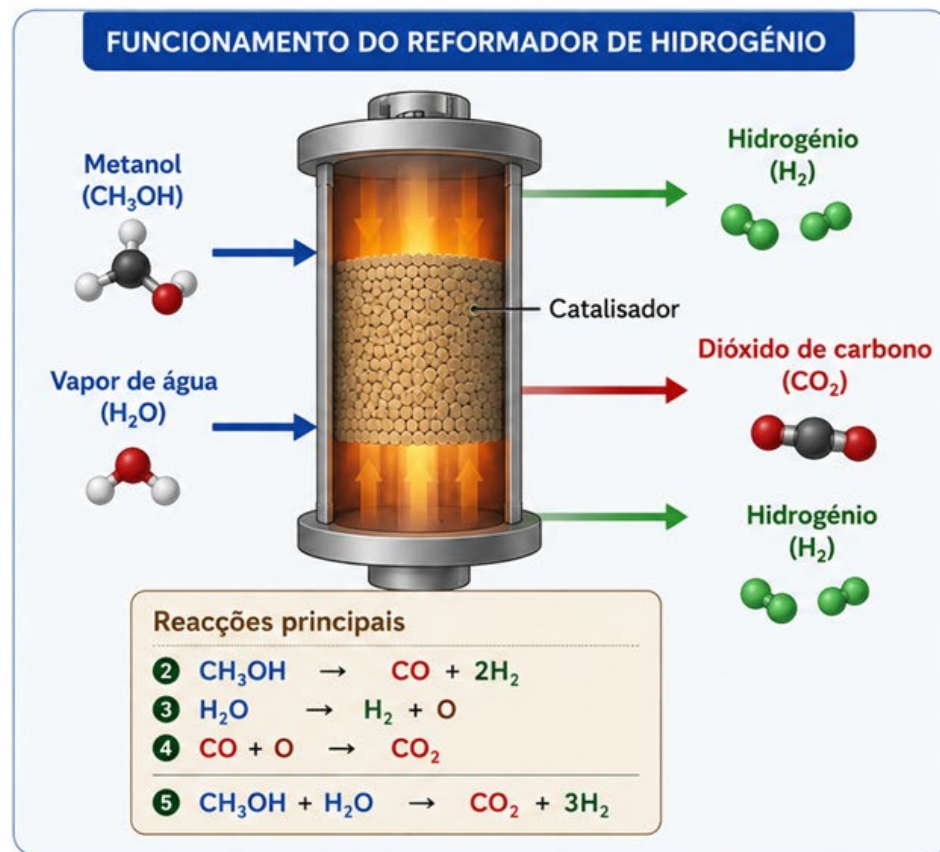 FUNCIONAMENTO DO REFORMADOR DE HIDROGÉNIO
Metanol
(CH₃OH)
Vapor de água
(H₂O)
Catalisador
Hidrogénio
(H₂)
Dióxido de carbono
(CO₂)
Hidrogénio
(H₂)
Reacções principais
2 CH₃OH → CO + 2H₂
3 H₂O → H₂ + O
4 CO + O → CO₂
5 CH₃OH + H₂O → CO₂ + 3H₂